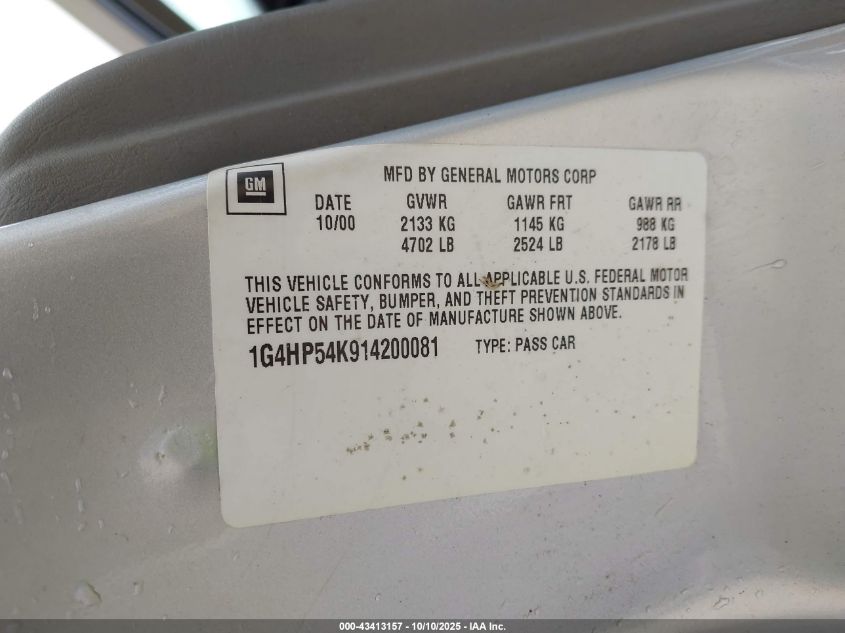 GM
MFD BY GENERAL MOTORS CORP
DATE GVWR GAWR FRT GAWR RR
10/00 2133 KG 1145 KG 988 KG
4702 LB 2524 LB 2178 LB
THIS VEHICLE CONFORMS TO ALL APPLICABLE U.S. FEDERAL MOTOR
VEHICLE SAFETY, BUMPER, AND THEFT PREVENTION STANDARDS IN
EFFECT ON THE DATE OF MANUFACTURE SHOWN ABOVE.
1G4HP54K914200081 TYPE: PASS CAR
000-43413157 - 10/10/2025 - IAA Inc.